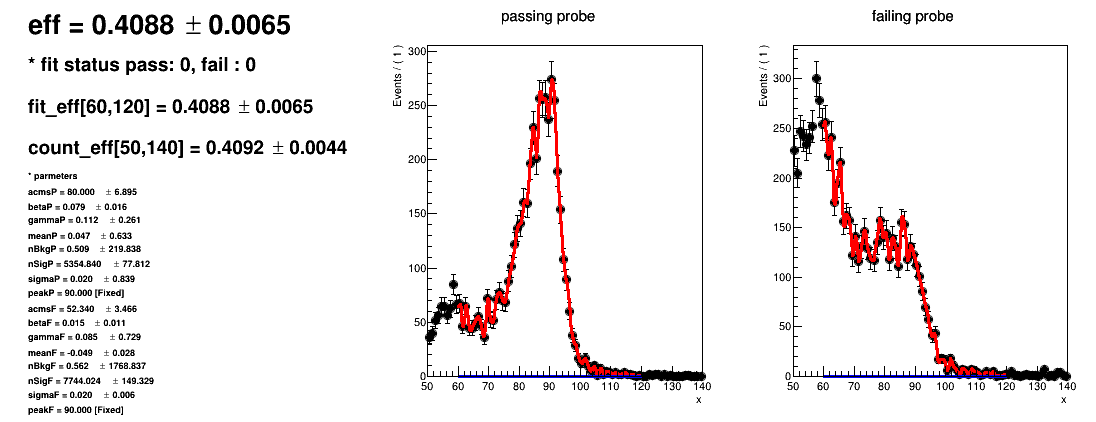 eff = 0.4088 ± 0.0065
* fit status pass: 0, fail : 0
fit_eff[60,120] = 0.4088 ± 0.0065
count_eff[50,140] = 0.4092 ± 0.0044
* parmeters
acmsP = 80.000 ± 6.895
betaP = 0.079 ± 0.016
gammaP = 0.112 ± 0.261
meanP = 0.047 ± 0.633
nBkgP = 0.509 ± 219.838
nSigP = 5354.840 ± 77.812
sigmaP = 0.020 ± 0.839
peakP = 90.000 [Fixed]
acmsF = 52.340 ± 3.466
betaF = 0.015 ± 0.011
gammaF = 0.085 ± 0.729
meanF = -0.049 ± 0.028
nBkgF = 0.562 ± 1768.837
nSigF = 7744.024 ± 149.329
sigmaF = 0.020 ± 0.006
peakF = 90.000 [Fixed]
passing probe
Events / ( 1 )
300
250
200
150
100
50
0
50 60 70 80 90 100 110 120 130 140
x
failing probe
Events / ( 1 )
300
250
200
150
100
50
0
50 60 70 80 90 100 110 120 130 140
x